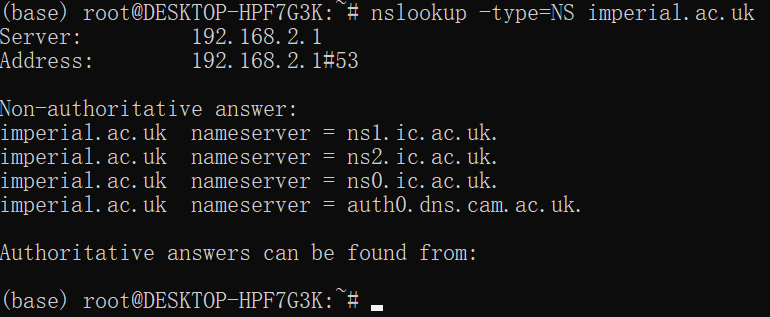 (base) root@DESKTOP-HPF7G3K:~# nslookup -type=NS imperial.ac.uk
Server:         192.168.2.1
Address:        192.168.2.1#53
Non-authoritative answer:
imperial.ac.uk  nameserver = ns1.ic.ac.uk.
imperial.ac.uk  nameserver = ns2.ic.ac.uk.
imperial.ac.uk  nameserver = ns0.ic.ac.uk.
imperial.ac.uk  nameserver = auth0.dns.cam.ac.uk.
Authoritative answers can be found from:
(base) root@DESKTOP-HPF7G3K:~#